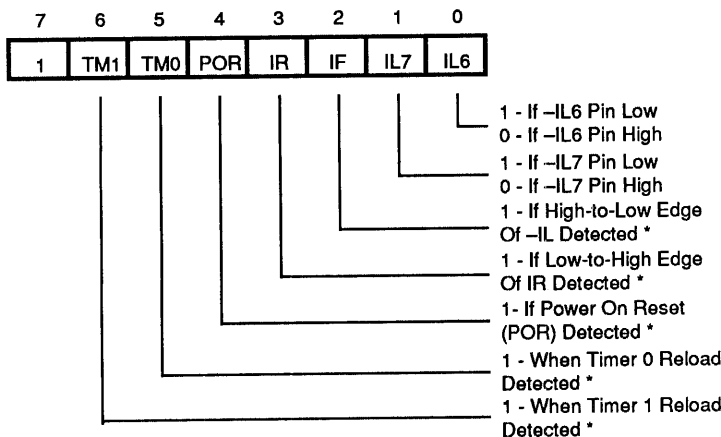 7 6 5 4 3 2 1 0
1 TM1 TM0 POR IR IF IL7 IL6
1 - If –IL6 Pin Low
0 - If –IL6 Pin High
1 - If –IL7 Pin Low
0 - If –IL7 Pin High
1 - If High-to-Low Edge
Of –IL Detected *
1 - If Low-to-High Edge
Of IR Detected *
1- If Power On Reset
(POR) Detected *
1 - When Timer 0 Reload
Detected *
1 - When Timer 1 Reload
Detected *